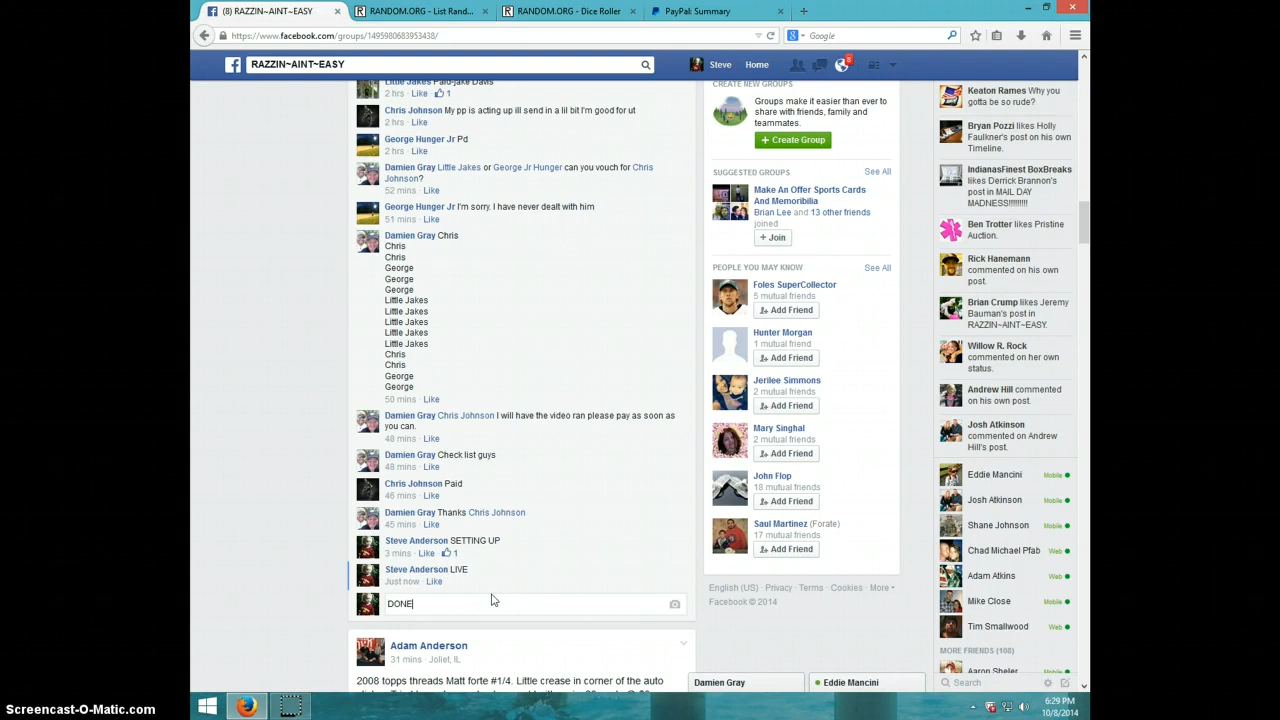 (8) RAZZIN~AINT~EASY
RANDOM.ORG - List Rand...
RANDOM.ORG - Dice Roller
PayPal: Summary
https://www.facebook.com/groups/1495980683953438/
Google
RAZZIN~AINT~EASY
Steve
Home
8
Little Jakes Paid-jake Davis
2 hrs · Like · 1
Chris Johnson My pp is acting up ill send in a lil bit I'm good for ut
2 hrs · Like
George Hunger Jr Pd
2 hrs · Like
Damien Gray Little Jakes or George Jr Hunger can you vouch for Chris
Johnson?
52 mins · Like
George Hunger Jr I'm sorry. I have never dealt with him
51 mins · Like
Damien Gray Chris
Chris
Chris
George
George
George
Little Jakes
Little Jakes
Little Jakes
Little Jakes
Little Jakes
Chris
Chris
George
George
50 mins · Like
Damien Gray Chris Johnson I will have the video ran please pay as soon as
you can.
48 mins · Like
Damien Gray Check list guys
48 mins · Like
Chris Johnson Paid
46 mins · Like
Damien Gray Thanks Chris Johnson
45 mins · Like
Steve Anderson SETTING UP
3 mins · Like · 1
Steve Anderson LIVE
Just now · Like
DONE
Adam Anderson
31 mins · Joliet, IL
2008 topps threads Matt forte #1/4. Little crease in corner of the auto
CREATE NEW GROUPS
Groups make it easier than ever to
share with friends, family and
teammates.
+ Create Group
SUGGESTED GROUPS
See All
Make An Offer Sports Cards
And Memoribilia
Brian Lee and 13 other friends
joined
+ Join
PEOPLE YOU MAY KNOW
See All
Foles SuperCollector
5 mutual friends
Add Friend
Hunter Morgan
1 mutual friend
Add Friend
Jerilee Simmons
2 mutual friends
Add Friend
Mary Singhal
2 mutual friends
Add Friend
John Flop
18 mutual friends
Add Friend
Saul Martinez (Forate)
17 mutual friends
Add Friend
English (US) · Privacy · Terms · Cookies · More
Facebook © 2014
Keaton Rames Why you
gotta be so rude?
Bryan Pozzi likes Holly
Faulkner's post on his own
Timeline.
IndianasFinest BoxBreaks
likes Derrick Brannon's
post in MAIL DAY
MADNESS!!!!!!!!!
Ben Trotter likes Pristine
Auction.
Rick Hanemann
commented on his own
post.
Brian Crump likes Jeremy
Bauman's post in
RAZZIN~AINT~EASY.
Willow R. Rock
commented on her own
status.
Andrew Hill commented
on his own post.
Josh Atkinson
commented on Andrew
Hill's post.
Eddie Mancini Mobile
Josh Atkinson Mobile
Shane Johnson Mobile
Chad Michael Pfab Web
Adam Atkins Web
Mike Close Mobile
Tim Smallwood Web
MORE FRIENDS (108)
Aaron Sheler
Search
Damien Gray
Eddie Mancini
6:29 PM
10/8/2014
Screencast-O-Matic.com